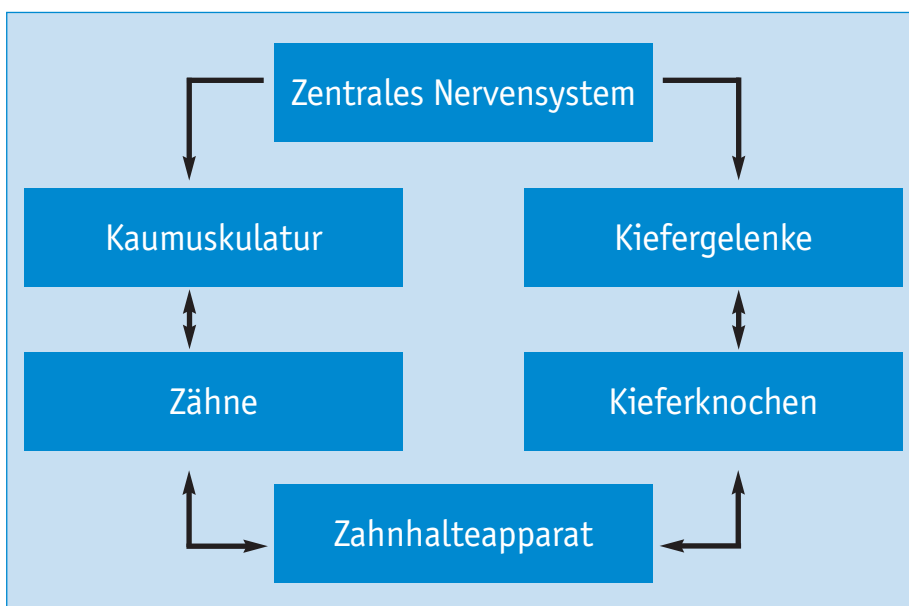 Zentrales Nervensystem
Kaumuskulatur
Kiefergelenke
Zähne
Kieferknochen
Zahnhalteapparat